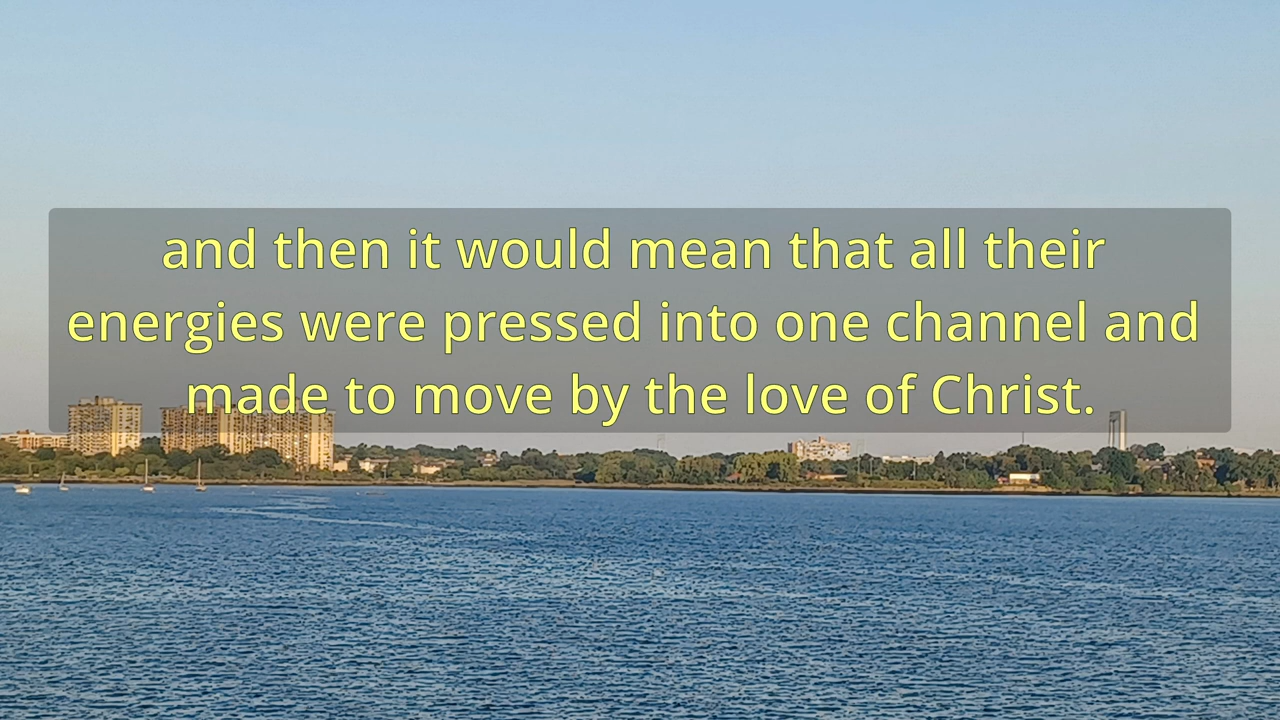 and then it would mean that all their
energies were pressed into one channel and
made to move by the love of Christ.